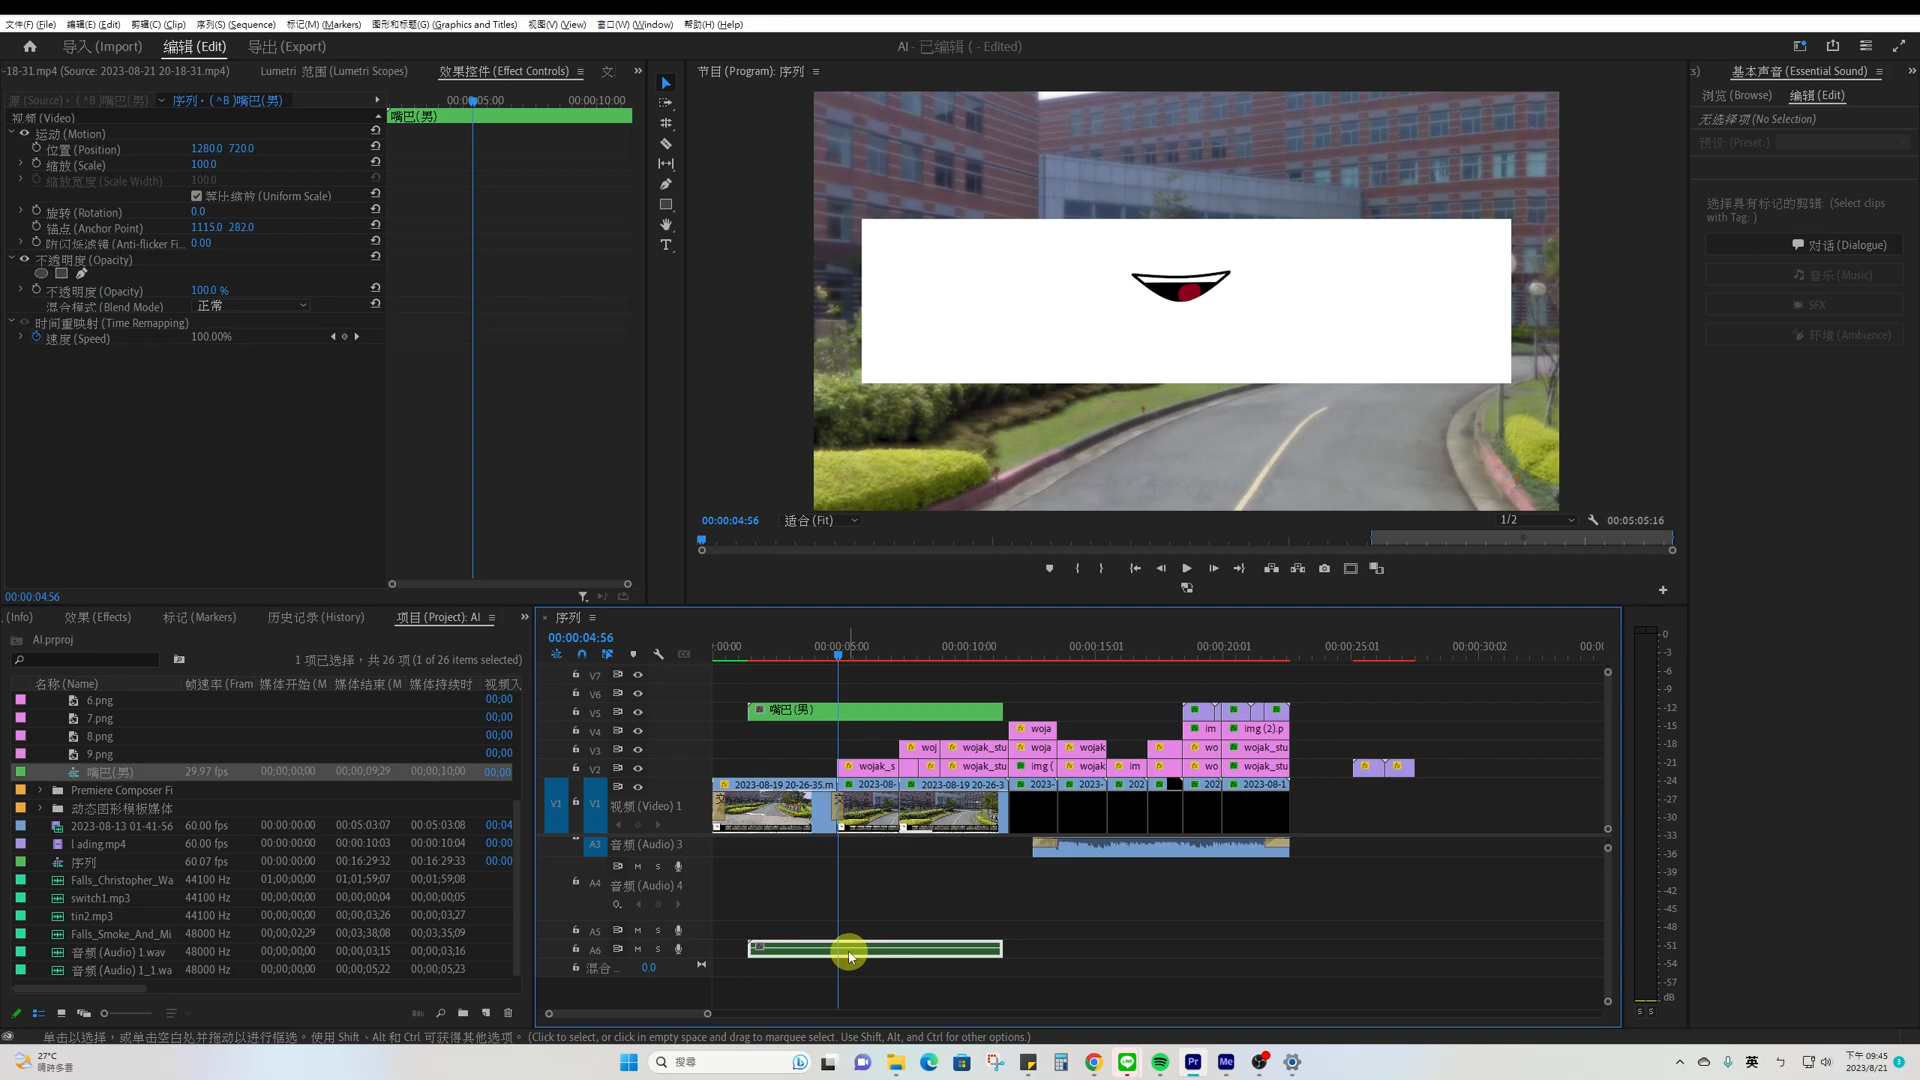 文件(F) (File) 编辑(E) (Edit) 剪辑(C) (Clip) 序列(S) (Sequence) 标记(M) (Markers) 图形和标题(G) (Graphics and Titles) 视图(V) (View) 窗口(W) (Window) 帮助(H) (Help)
导入 (Import) 编辑 (Edit) 导出 (Export) AI - 已编辑 ( - Edited)
-18-31.mp4 (Source: 2023-08-21 20-18-31.mp4) Lumetri 范围 (Lumetri Scopes) 效果控件 (Effect Controls) 文
源 (Source) · ( ^B )嘴巴(男) 序列 · ( ^B )嘴巴(男)
00:00:05:00 00:00:10:00
视频 (Video)
嘴巴(男)
运动 (Motion)
位置 (Position) 1280.0 720.0
缩放 (Scale) 100.0
缩放宽度 (Scale Width) 100.0
等比缩放 (Uniform Scale)
旋转 (Rotation) 0.0
锚点 (Anchor Point) 1115.0 282.0
防闪烁滤镜 (Anti-flicker Fi... 0.00
不透明度 (Opacity)
不透明度 (Opacity) 100.0 %
混合模式 (Blend Mode) 正常
时间重映射 (Time Remapping)
速度 (Speed) 100.00%
00:00:04:56
节目 (Program): 序列
00:00:04:56 适合 (Fit) 1/2 00:05:05:16
基本声音 (Essential Sound)
浏览 (Browse) 编辑 (Edit)
无选择项 (No Selection)
预设: (Preset: )
选择具有标记的剪辑: (Select clips
with Tag: )
对话 (Dialogue)
音乐 (Music)
SFX
环境 (Ambience)
(Info) 效果 (Effects) 标记 (Markers) 历史记录 (History) 项目 (Project): AI
AI.prproj
1 项已选择，共 26 项 (1 of 26 items selected)
名称 (Name) 帧速率 (Fram 媒体开始 (M 媒体结束 (M 媒体持续时 视频入
6.png 00;00
7.png 00;00
8.png 00;00
9.png 00;00
嘴巴(男) 29.97 fps 00;00;00;00 00;00;09;29 00;00;10;00 00;00
Premiere Composer Fi
动态图形模板媒体
2023-08-13 01-41-56 60.00 fps 00:00:00:00 00:05:03:07 00:05:03:08 00:04
l ading.mp4 60.00 fps 00:00:00:00 00:00:10:03 00:00:10:04 00:00
序列 60.07 fps 00:00:00:00 00:16:29:32 00:16:29:33 00:00
Falls_Christopher_Wa 44100 Hz 01;00;00;00 01;01;59;07 00;01;59;08
switch1.mp3 44100 Hz 00;00;00;00 00;00;00;04 00;00;00;05
tin2.mp3 44100 Hz 00;00;00;00 00;00;03;26 00;00;03;27
Falls_Smoke_And_Mi 48000 Hz 00;00;02;29 00;03;38;08 00;03;35;09
音频 (Audio) 1.wav 48000 Hz 00;00;00;00 00;00;03;15 00;00;03;16
音频 (Audio) 1_1.wa 48000 Hz 00;00;00;00 00;00;05;22 00;00;05;23
序列
00:00:04:56
:00:00 00:00:05:00 00:00:10:00 00:00:15:01 00:00:20:01 00:00:25:01 00:00:30:02 00:00
V7
V6
V5 嘴巴(男)
V4 woja im img (2).p
V3 woj wojak_stu woja wojak wo wojak_stu
V2 wojak_s wojak_stu img ( wojak im wo wojak_stu
2023-08-19 20-26-35.m 2023-08- 2023-08-19 20-26-3 2023- 2023- 202 202 2023-08-1
V1 V1 视频 (Video) 1
A3 音频 (Audio) 3
M S
A4 音频 (Audio) 4
A5 M S
A6 M S
混合 ... 0.0
0
-3
-6
-9
-12
-15
-18
-21
-24
-27
-30
-33
-36
-39
-42
-45
-48
-51
-54
-57
dB
S S
单击以选择，或单击空白处并拖动以进行框选。使用 Shift、Alt 和 Ctrl 可获得其他选项。 (Click to select, or click in empty space and drag to marquee select. Use Shift, Alt, and Ctrl for other options.)
27°C
晴時多雲
搜尋
Pr Me
英
下午 09:45
2023/8/21
3